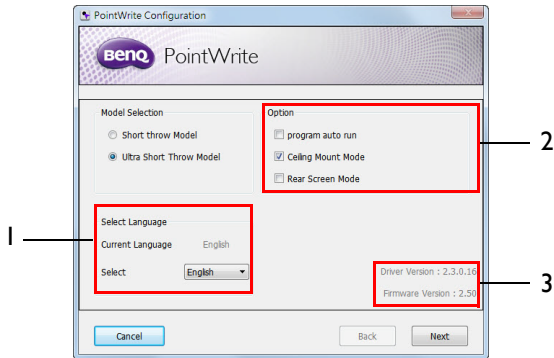 PointWrite Configuration
BenQ PointWrite
Model Selection
Short throw Model
Ultra Short Throw Model
Option
program auto run
Ceiling Mount Mode
Rear Screen Mode
2
Select Language
Current Language English
Select English
1
Driver Version : 2.3.0.16
Firmware Version : 2.50
3
Cancel Back Next